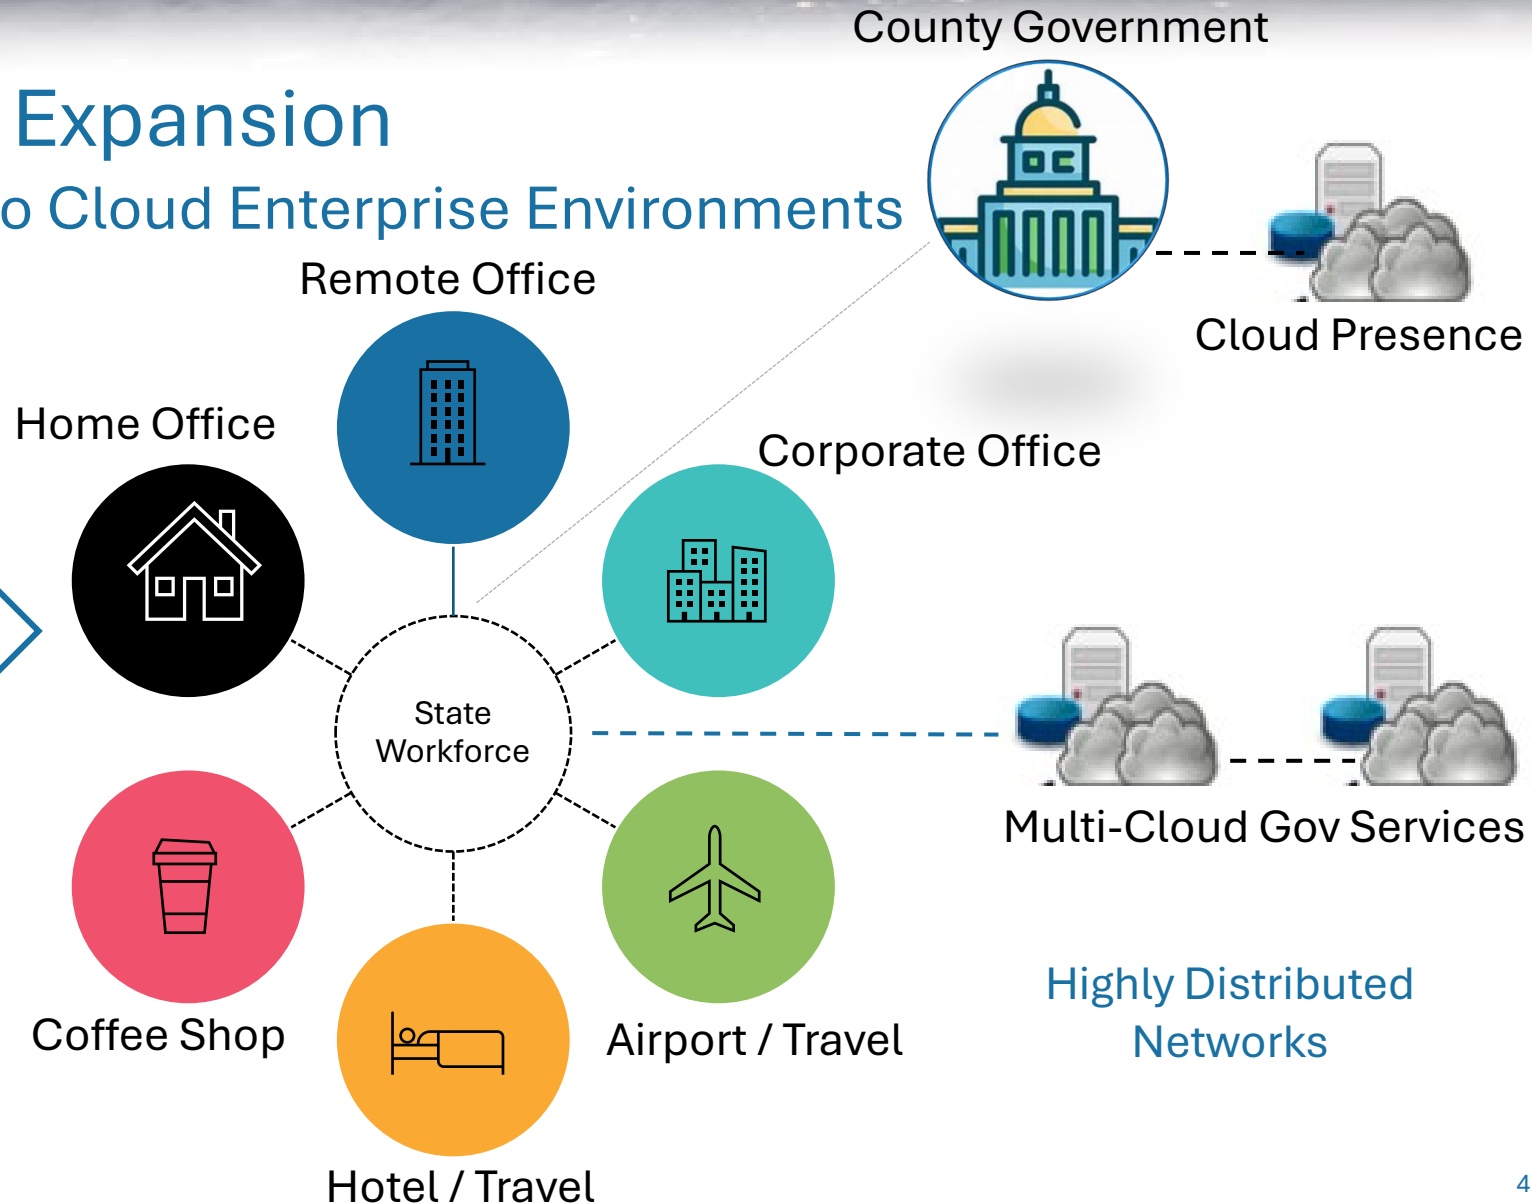 County Government
Expansion
o Cloud Enterprise Environments
Remote Office
Cloud Presence
Home Office
Corporate Office
State
Workforce
Multi-Cloud Gov Services
Coffee Shop
Airport / Travel
Highly Distributed
Networks
Hotel / Travel
4